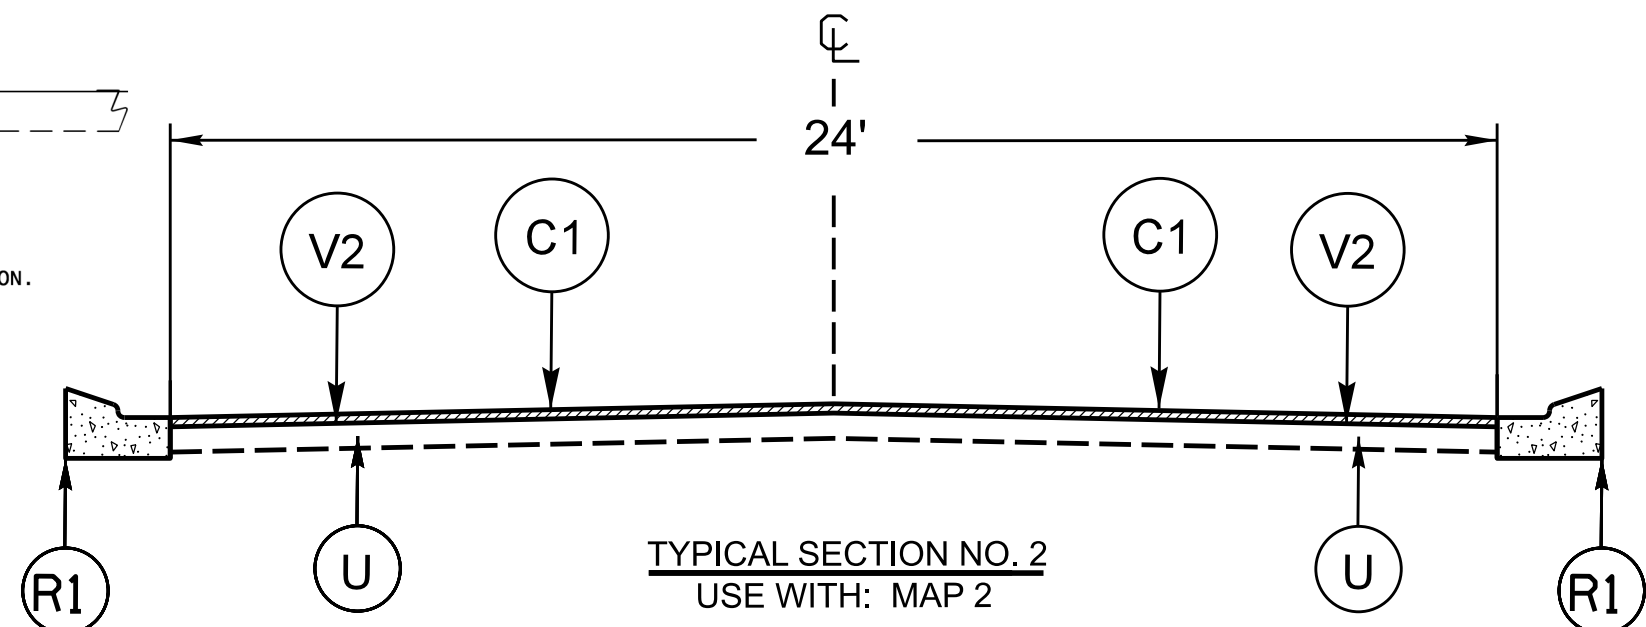 ℄
24'
V2 C1 C1 V2
ON.
R1 U U R1
TYPICAL SECTION NO. 2
USE WITH: MAP 2